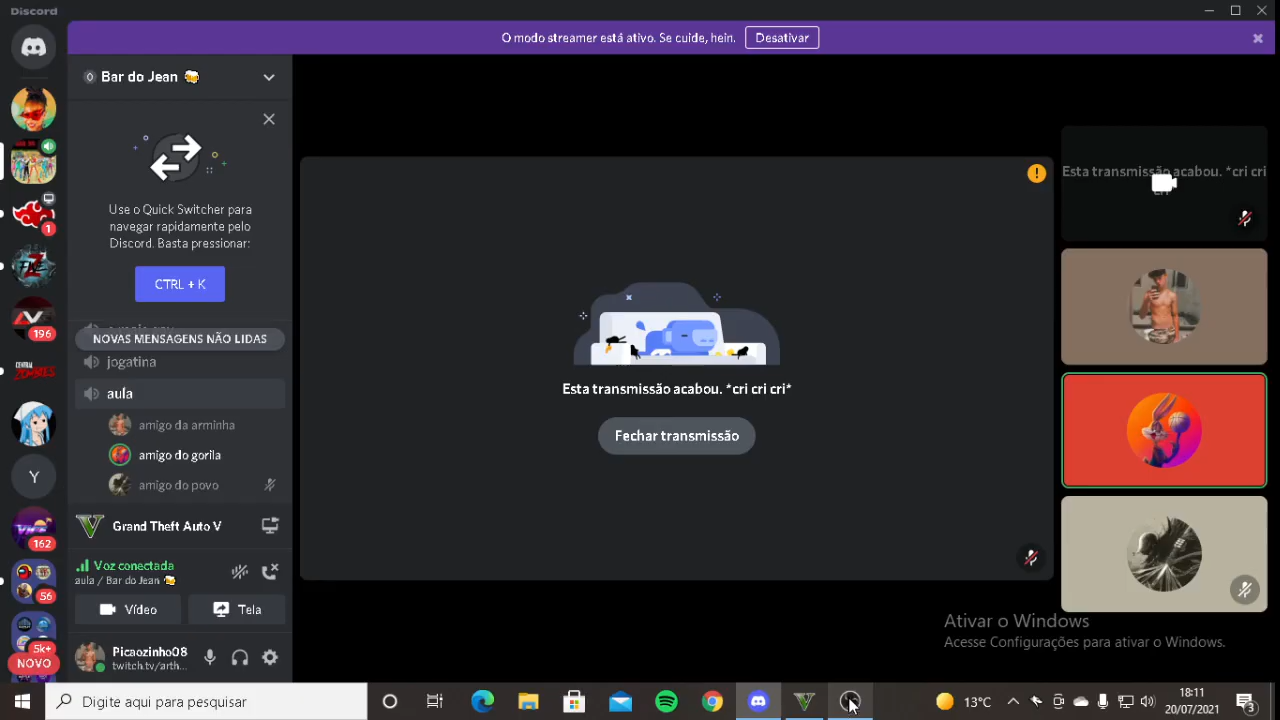 Discord
O modo streamer está ativo. Se cuide, hein.
Desativar
Bar do Jean
Use o Quick Switcher para
navegar rapidamente pelo
Discord. Basta pressionar:
CTRL + K
NOVAS MENSAGENS NÃO LIDAS
jogatina
aula
amigo da arminha
amigo do gorila
amigo do povo
Grand Theft Auto V
Voz conectada
aula / Bar do Jean
Vídeo
Tela
Picaozinho08
twitch.tv/arth...
1
196
Y
162
56
5k+
NOVO
Esta transmissão acabou. *cri cri cri*
Fechar transmissão
Esta transmissão acabou. *cri cri
cri*
Ativar o Windows
Acesse Configurações para ativar o Windows.
Digite aqui para pesquisar
13°C
18:11
20/07/2021
3